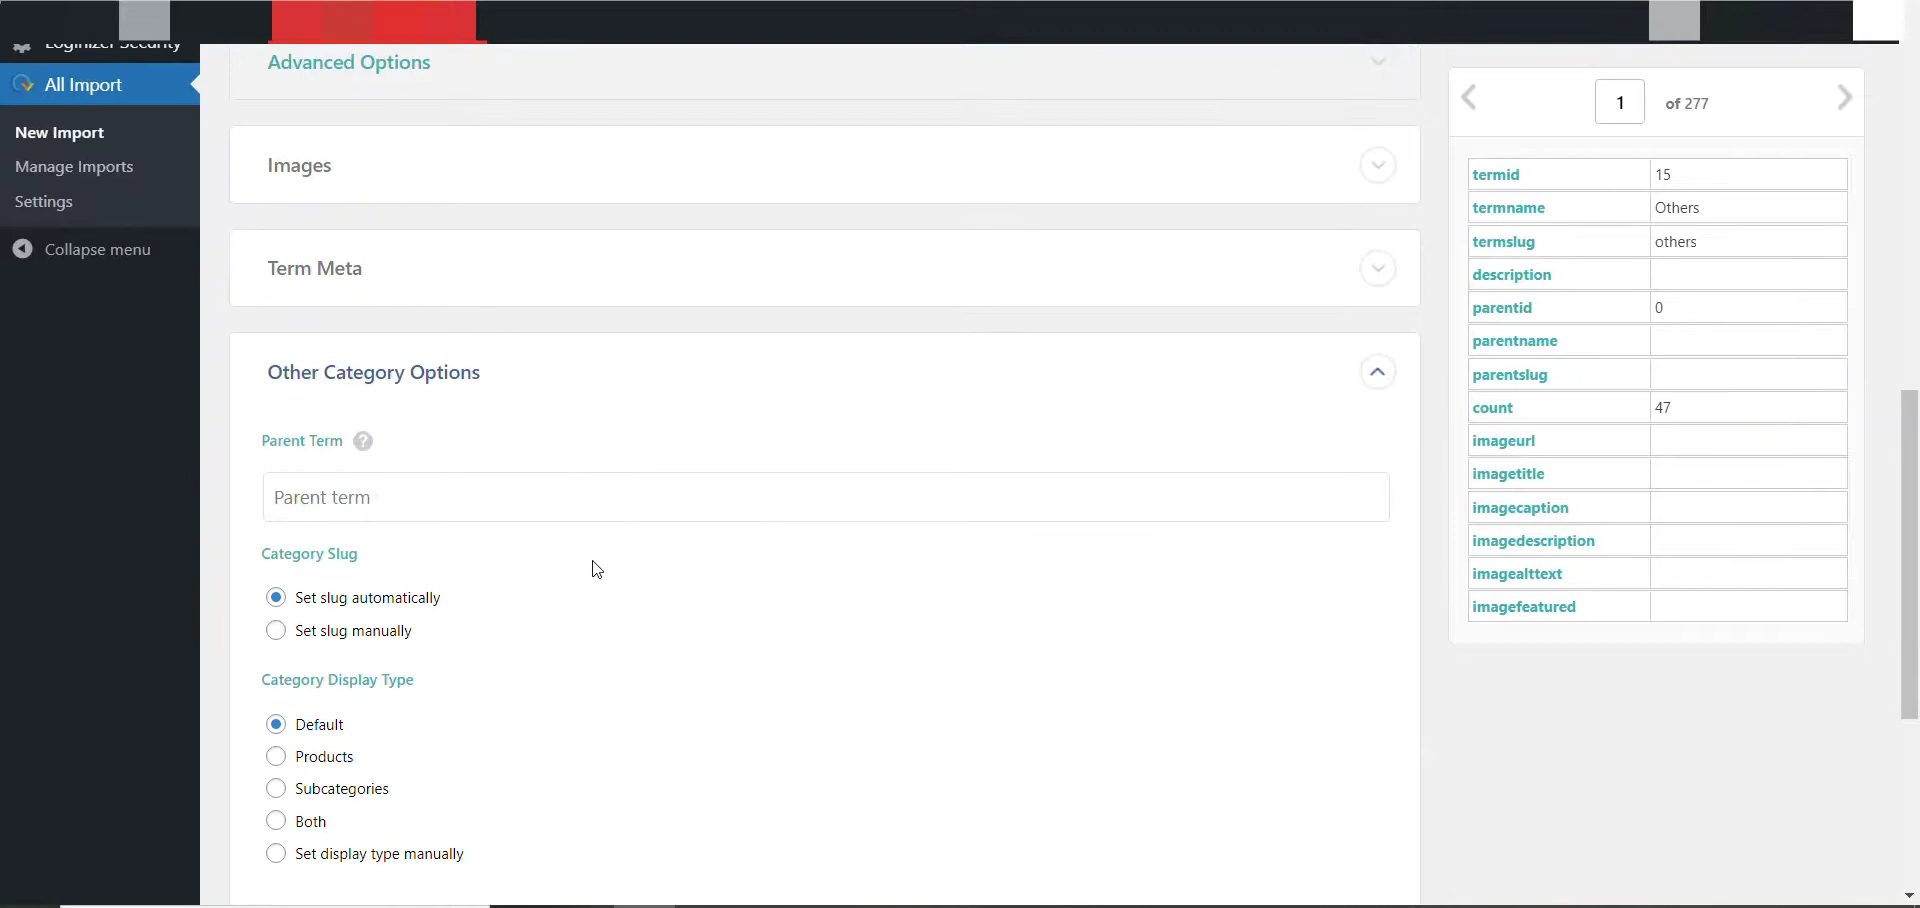 Loginizer Security
All Import
New Import
Manage Imports
Settings
Collapse menu
Advanced Options
Images
Term Meta
Other Category Options
Parent Term ?
Parent term
Category Slug
Set slug automatically
Set slug manually
Category Display Type
Default
Products
Subcategories
Both
Set display type manually
1 of 277
termid 15
termname Others
termslug others
description
parentid 0
parentname
parentslug
count 47
imageurl
imagetitle
imagecaption
imagedescription
imagealttext
imagefeatured